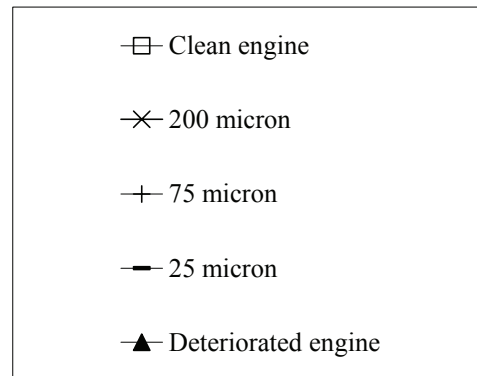 Clean engine
200 micron
75 micron
25 micron
Deteriorated engine